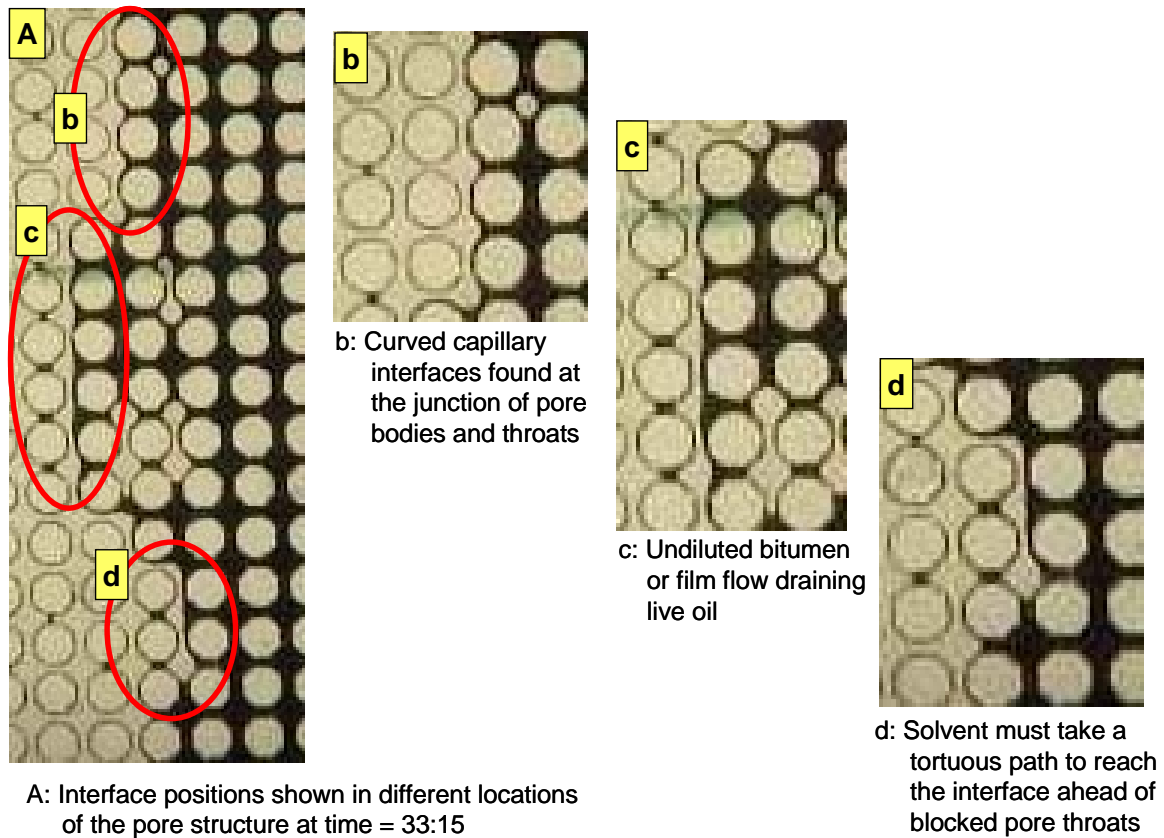 A
b
c
d
b
b: Curved capillary
interfaces found at
the junction of pore
bodies and throats
c
c: Undiluted bitumen
or film flow draining
live oil
d
d: Solvent must take a
tortuous path to reach
the interface ahead of
blocked pore throats
A: Interface positions shown in different locations
of the pore structure at time = 33:15